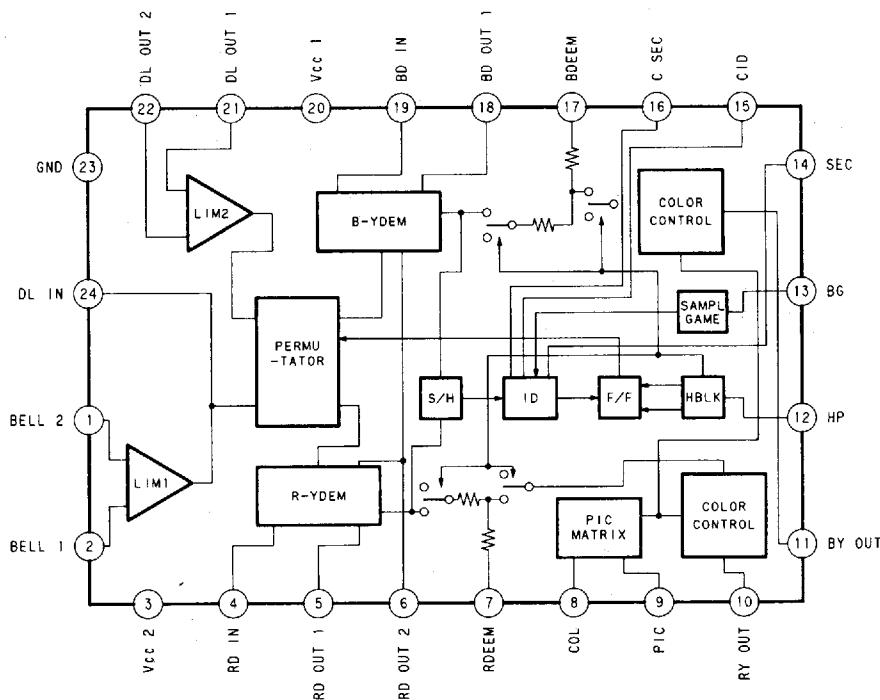 DL OUT 2
DL OUT 1
Vcc 1
BD IN
BD OUT 1
BDEEM
C SEC
CID
22
21
20
19
18
17
16
15
GND
23
14
SEC
LIM2
B-YDEM
COLOR
CONTROL
DL IN
24
13
BG
SAMPL
GAME
PERMU
-TATOR
S/H
ID
F/F
HBLK
BELL 2
1
12
HP
LIM1
R-YDEM
PIC
MATRIX
COLOR
CONTROL
BELL 1
2
11
BY OUT
3
4
5
6
7
8
9
10
Vcc 2
RD IN
RD OUT 1
RD OUT 2
RDEEM
COL
PIC
RY OUT